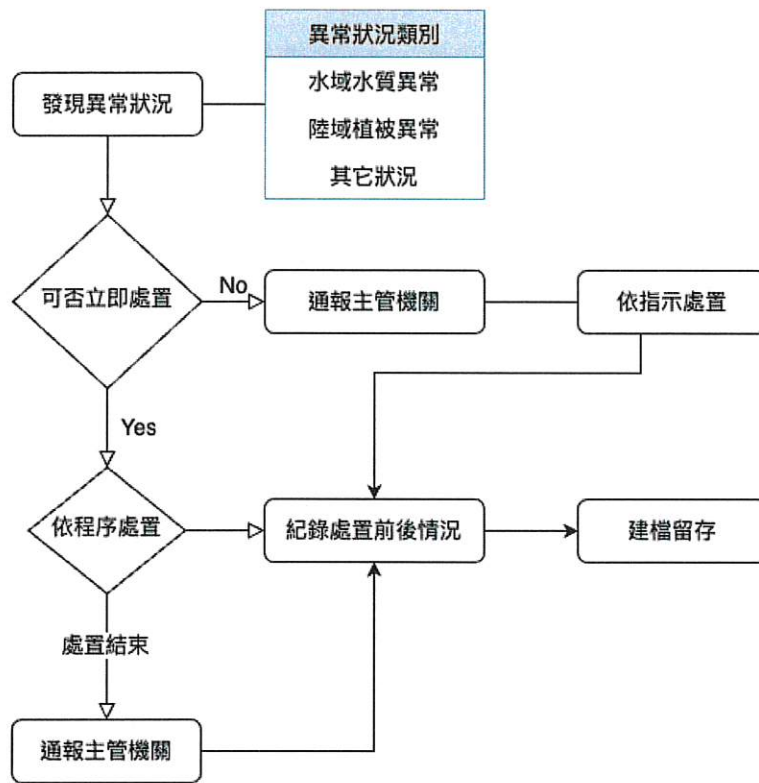 異常狀況類別
發現異常狀況
水域水質異常
陸域植被異常
其它狀況
可否立即處置
No
通報主管機關
依指示處置
Yes
依程序處置
紀錄處置前後情況
建檔留存
處置結束
通報主管機關